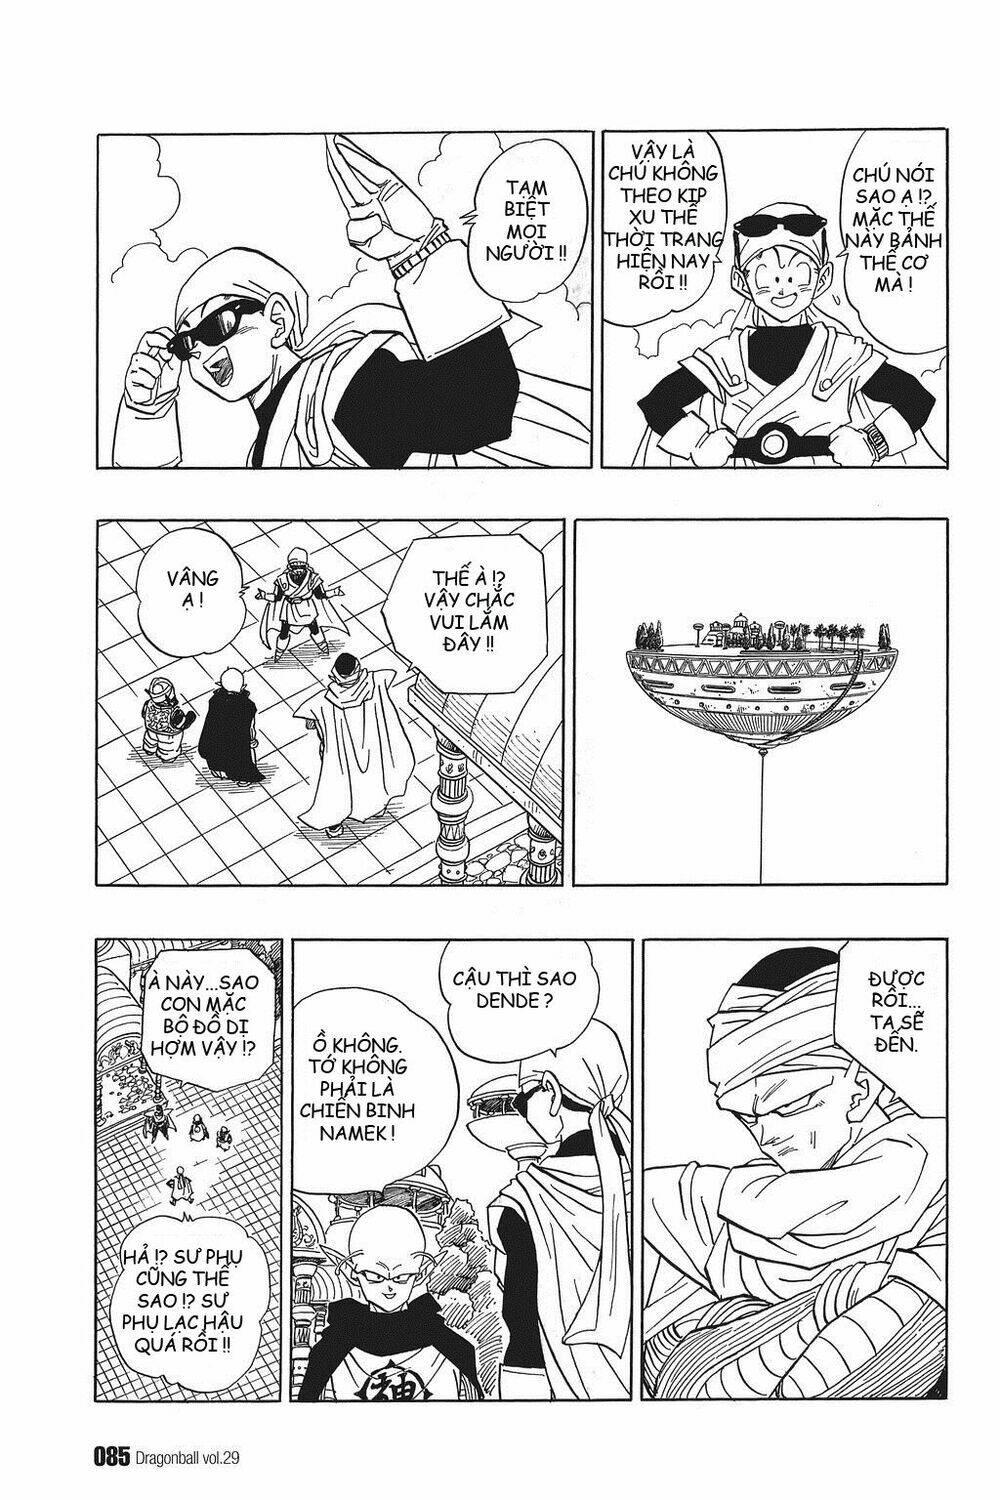 CHÚ NÓI
SAO Ạ !?
MẶC THẾ
NÀY BẢNH
THẾ CƠ
MÀ !
VẬY LÀ
CHÚ KHÔNG
THEO KỊP
XU THẾ
THỜI TRANG
HIỆN NAY
RỒI !!
TẠM
BIỆT
MỌI
NGƯỜI !!
THẾ À !?
VẬY CHẮC
VUI LẮM
ĐÂY !!
VÂNG
Ạ !
ĐƯỢC
RỒI...
TA SẼ
ĐẾN.
CẬU THÌ SAO
DENDE ?
Ồ KHÔNG.
TỚ KHÔNG
PHẢI LÀ
CHIẾN BINH
NAMEK !
神
À NÀY...SAO
CON MẶC
BỘ ĐỒ DỊ
HỢM VẬY !?
HẢ !? SƯ PHỤ
CŨNG THẾ
SAO !? SƯ
PHỤ LẠC HẬU
QUÁ RỒI !!
085 Dragonball vol.29